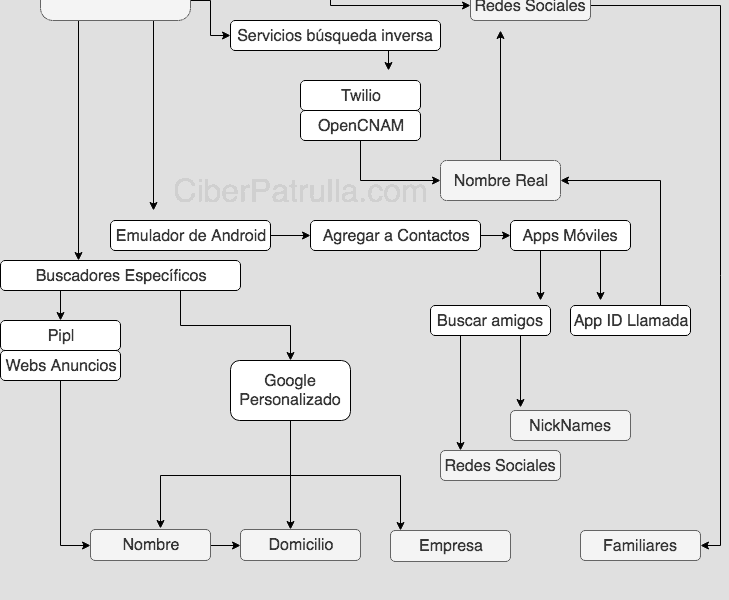 Redes Sociales
Servicios búsqueda inversa
Twilio
OpenCNAM
CiberPatrulla.com
Nombre Real
Emulador de Android
Agregar a Contactos
Apps Móviles
Buscadores Específicos
Pipl
Webs Anuncios
Buscar amigos
App ID Llamada
Google
Personalizado
NickNames
Redes Sociales
Nombre
Domicilio
Empresa
Familiares